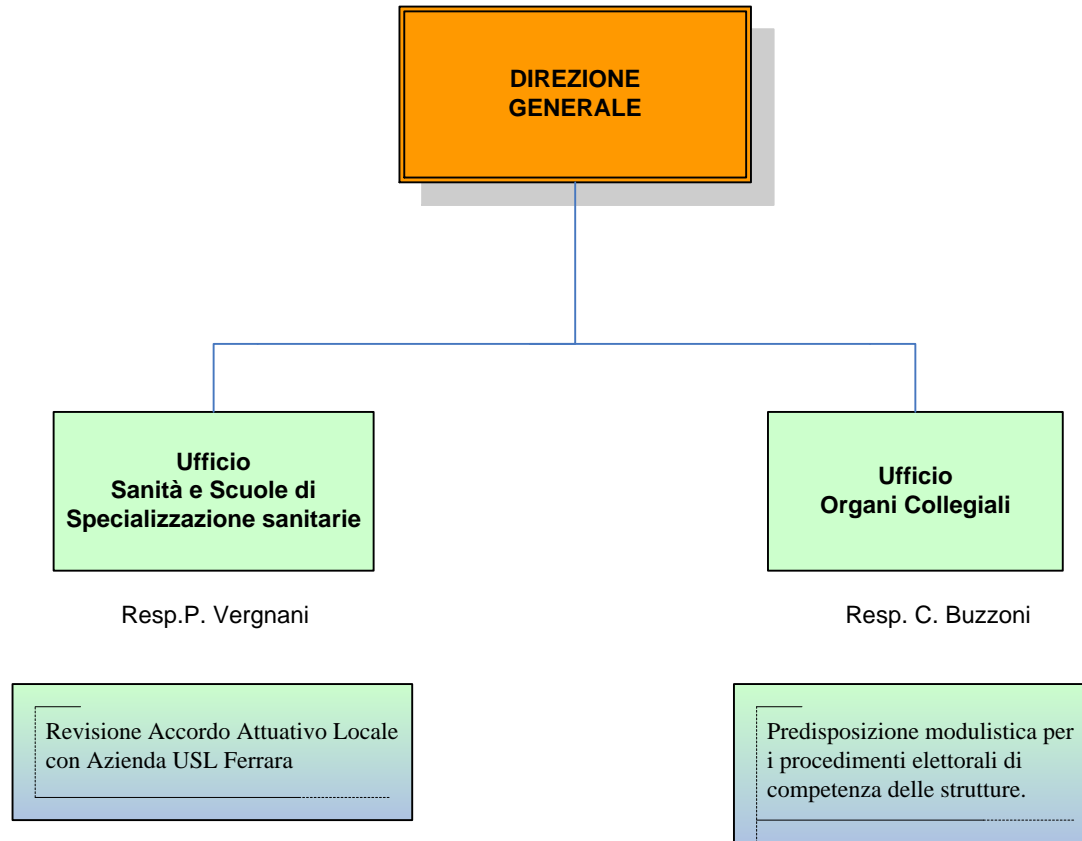 DIREZIONE
GENERALE
Ufficio
Sanità e Scuole di
Specializzazione sanitarie
Ufficio
Organi Collegiali
Resp.P. Vergnani
Resp. C. Buzzoni
Revisione Accordo Attuativo Locale
con Azienda USL Ferrara
Predisposizione modulistica per
i procedimenti elettorali di
competenza delle strutture.